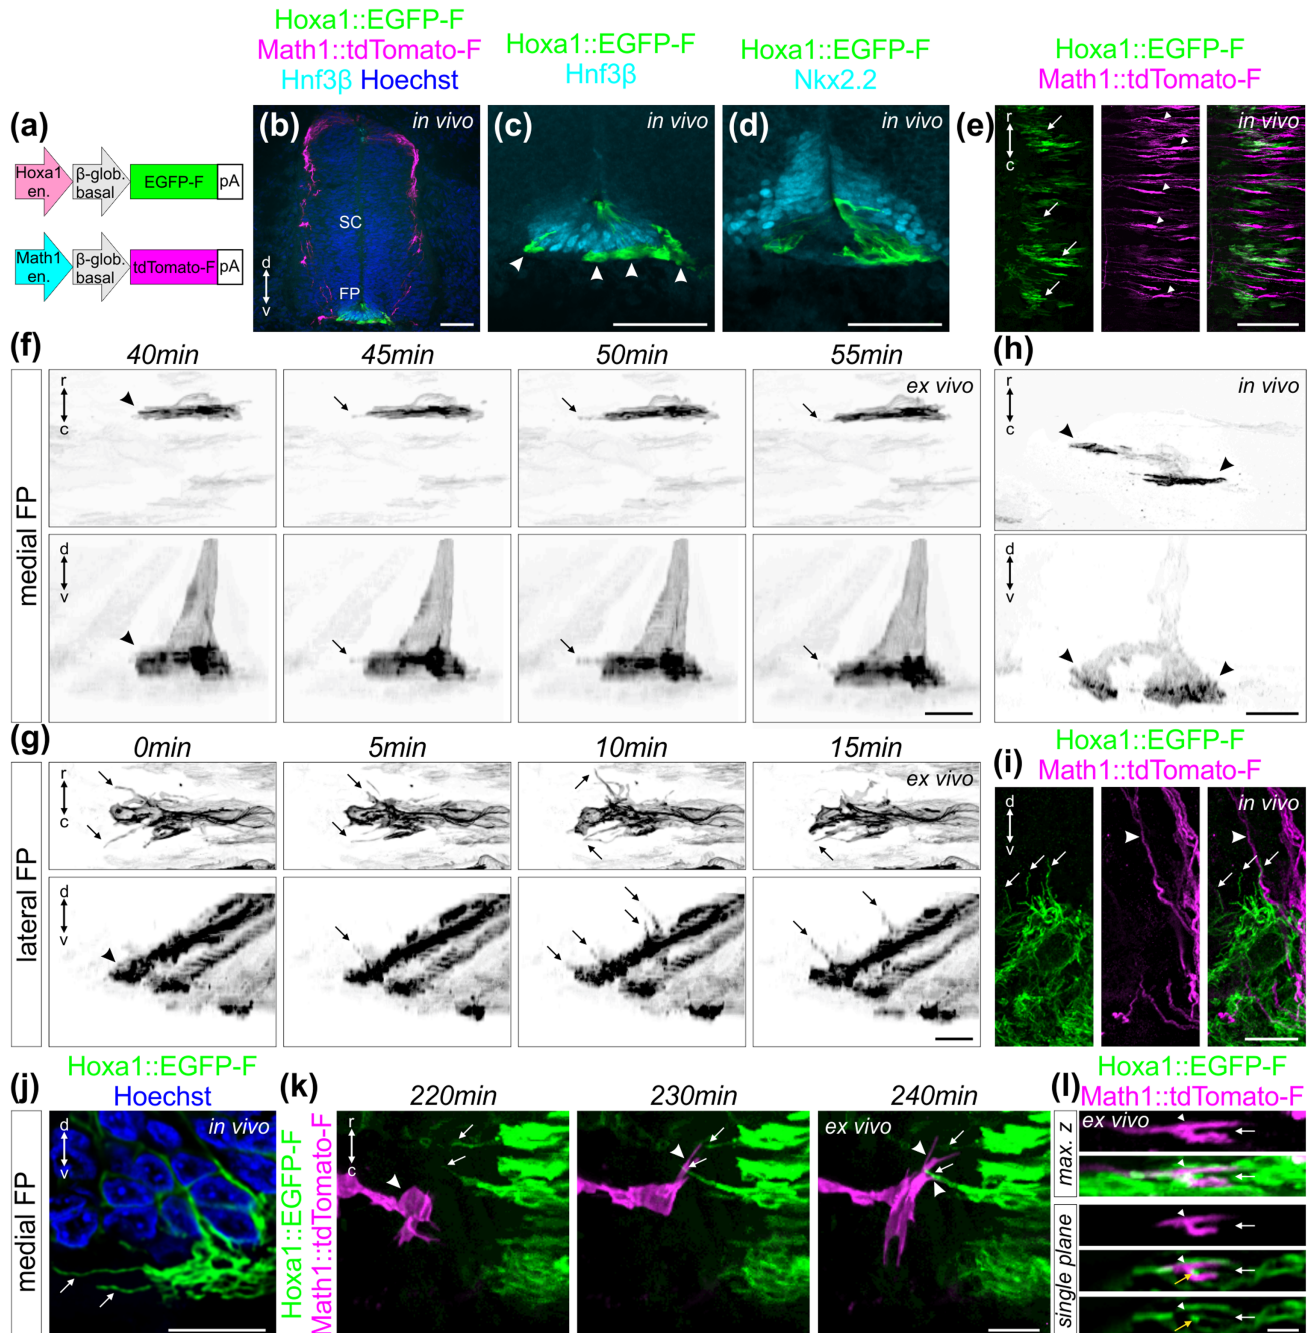 (a)
Hoxa1 en.
β-glob. basal
EGFP-F
pA
Math1 en.
β-glob. basal
tdTomato-F
pA
Hoxa1::EGFP-F
Math1::tdTomato-F
Hnf3β Hoechst
(b)
in vivo
SC
d
v
FP
Hoxa1::EGFP-F
Hnf3β
(c)
in vivo
Hoxa1::EGFP-F
Nkx2.2
(d)
in vivo
Hoxa1::EGFP-F
Math1::tdTomato-F
(e)
r
c
in vivo
(f)
40min
45min
50min
55min
medial FP
r
c
ex vivo
d
v
(h)
r
c
in vivo
d
v
(g)
0min
5min
10min
15min
lateral FP
r
c
ex vivo
d
v
Hoxa1::EGFP-F
(i)
Math1::tdTomato-F
d
v
in vivo
Hoxa1::EGFP-F
(j)
Hoechst
medial FP
d
v
in vivo
(k)
220min
230min
240min
Hoxa1::EGFP-F
Math1::tdTomato-F
r
c
ex vivo
Hoxa1::EGFP-F
(l)
Math1::tdTomato-F
ex vivo
max. z
single plane